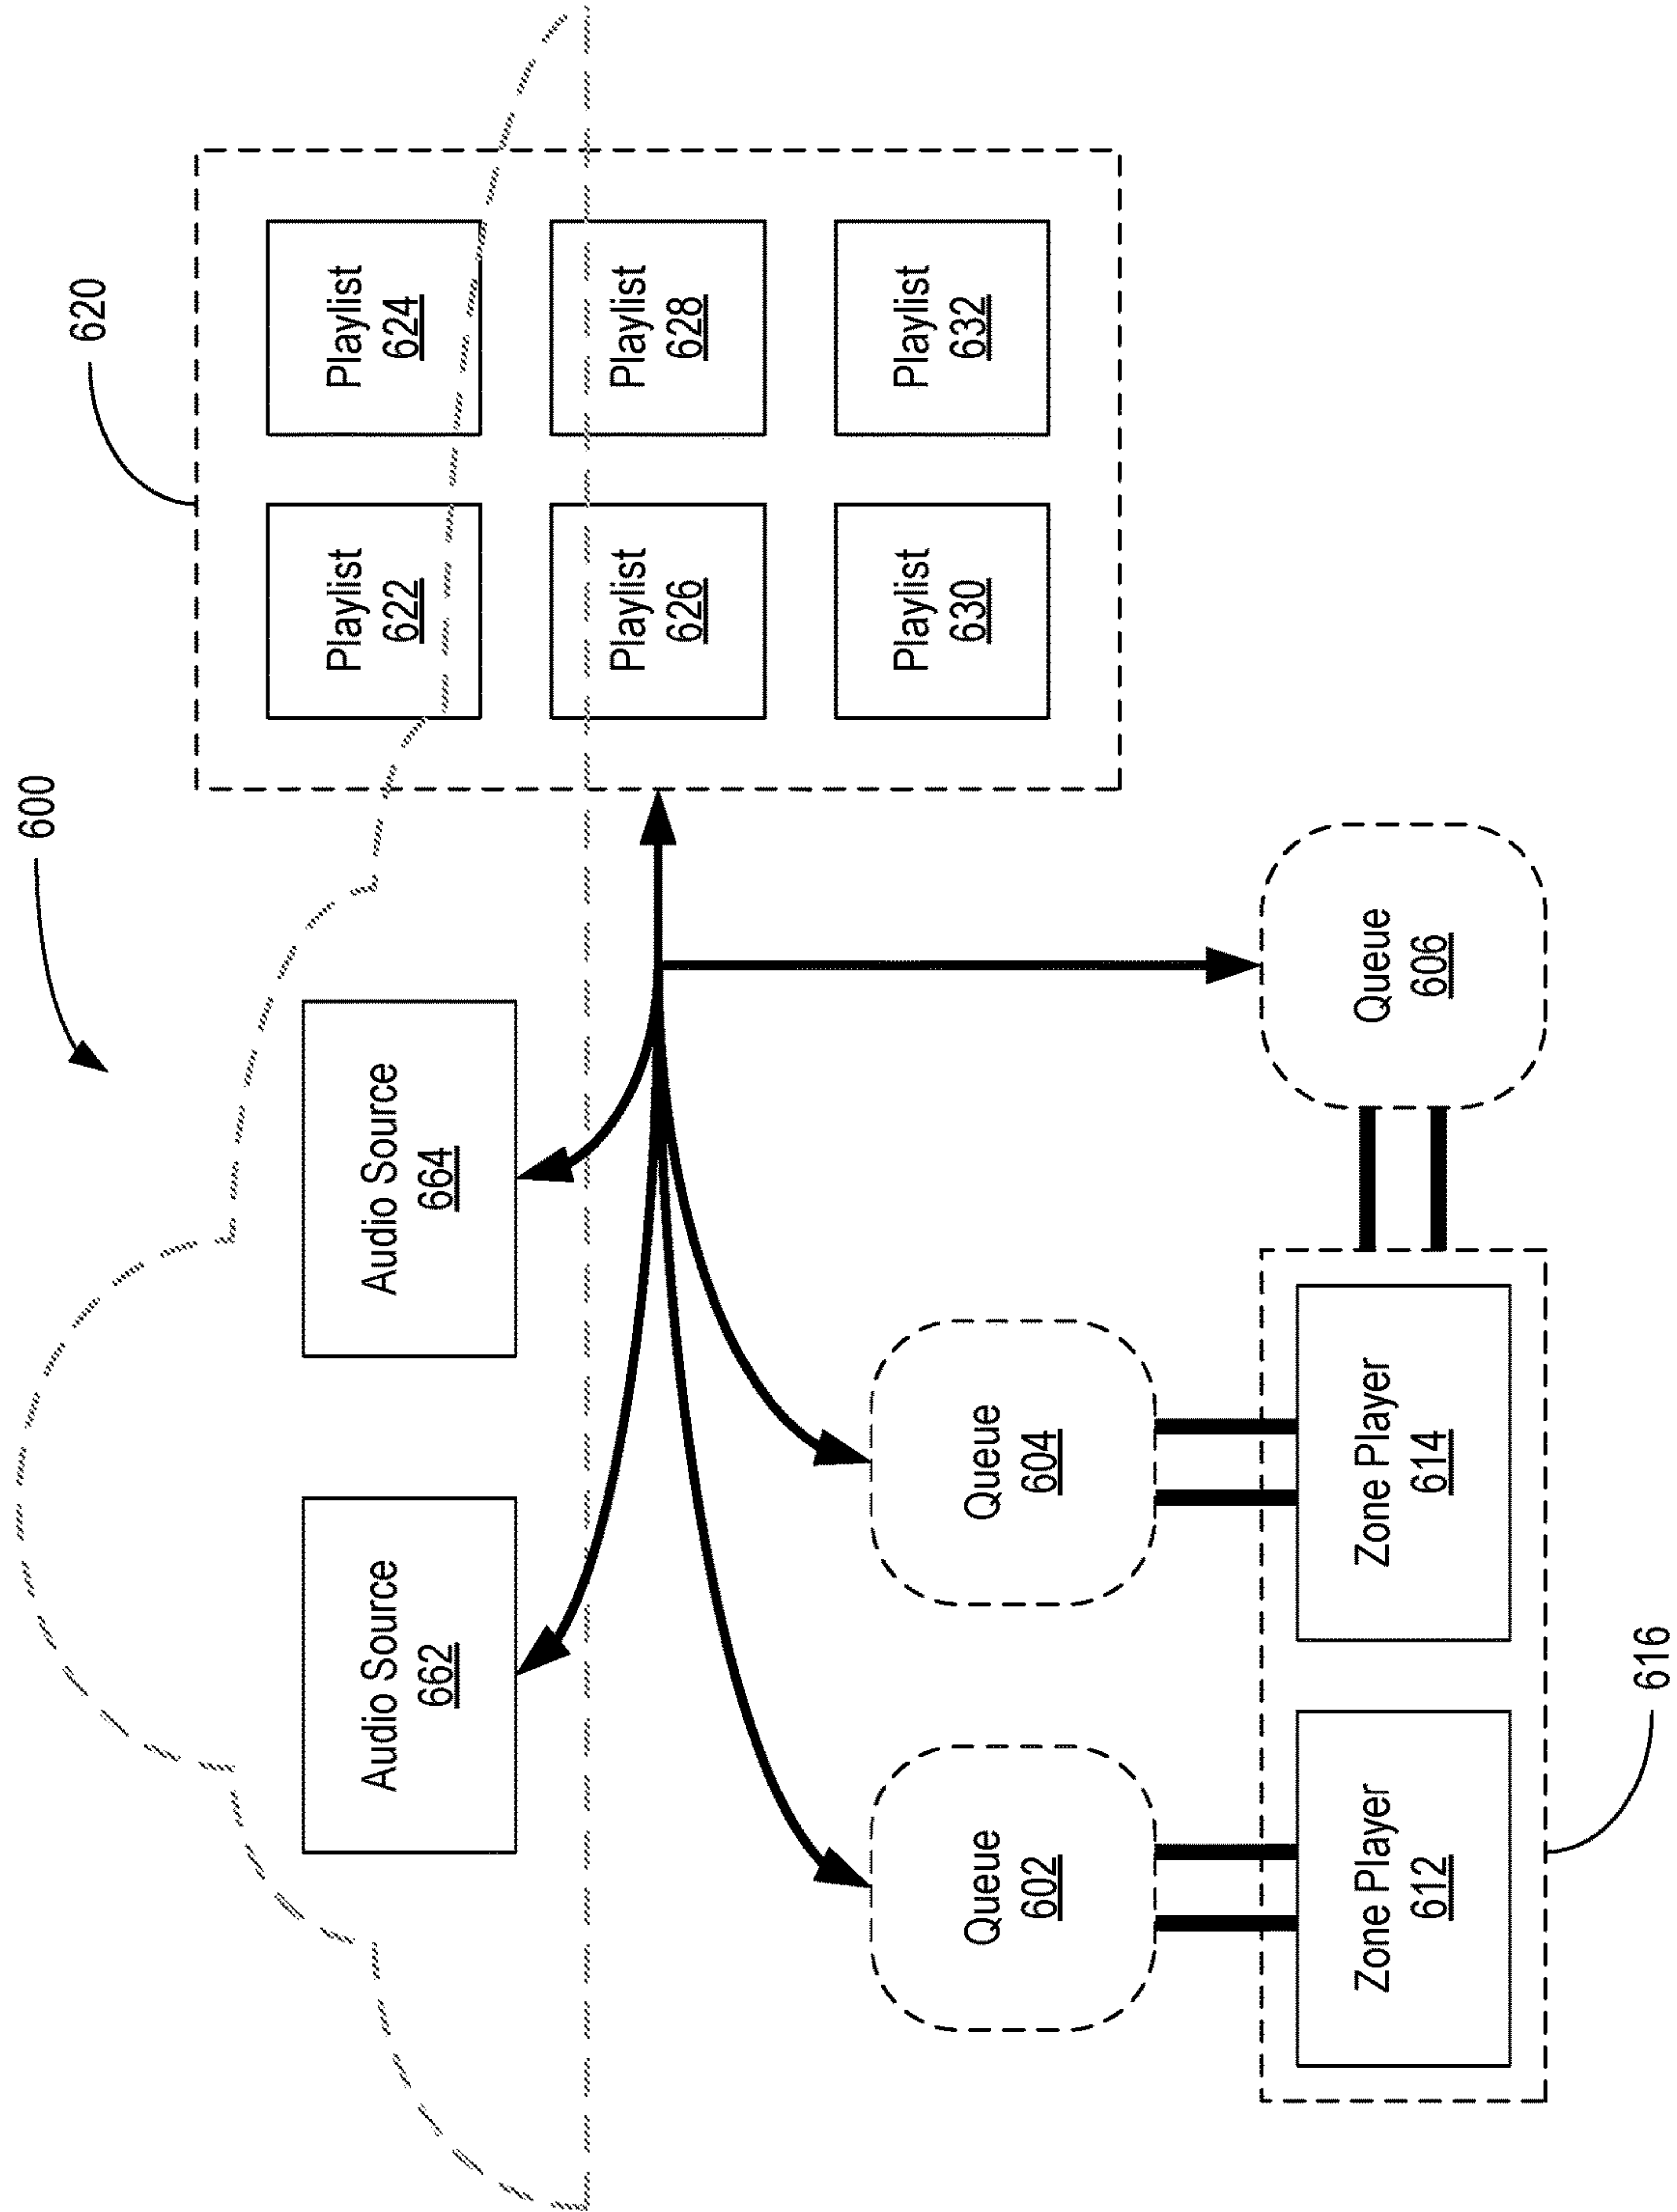 600
620
Audio Source
662
Audio Source
664
Playlist
622
Playlist
624
Playlist
626
Playlist
628
Playlist
630
Playlist
632
Queue
602
Queue
604
Queue
606
Zone Player
612
Zone Player
614
616